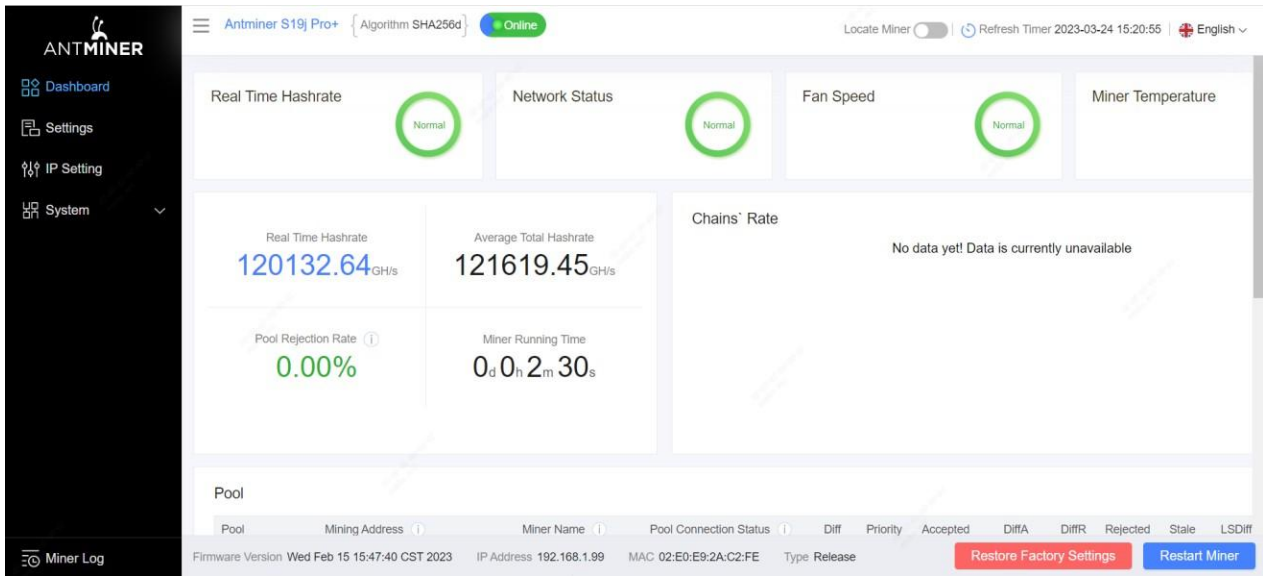 ANTMINER
Antminer S19j Pro+ {Algorithm SHA256d} Online
Locate Miner Refresh Timer 2023-03-24 15:20:55 English
Dashboard
Settings
IP Setting
System
Real Time Hashrate
Normal
Network Status
Normal
Fan Speed
Normal
Miner Temperature
Real Time Hashrate
120132.64GH/s
Average Total Hashrate
121619.45GH/s
Pool Rejection Rate i
0.00%
Miner Running Time
0d 0h 2m 30s
Chains` Rate
No data yet! Data is currently unavailable
Pool
Pool Mining Address i Miner Name i Pool Connection Status i Diff Priority Accepted DiffA DiffR Rejected Stale LSDiff
Miner Log
Firmware Version Wed Feb 15 15:47:40 CST 2023 IP Address 192.168.1.99 MAC 02:E0:E9:2A:C2:FE Type Release
Restore Factory Settings
Restart Miner